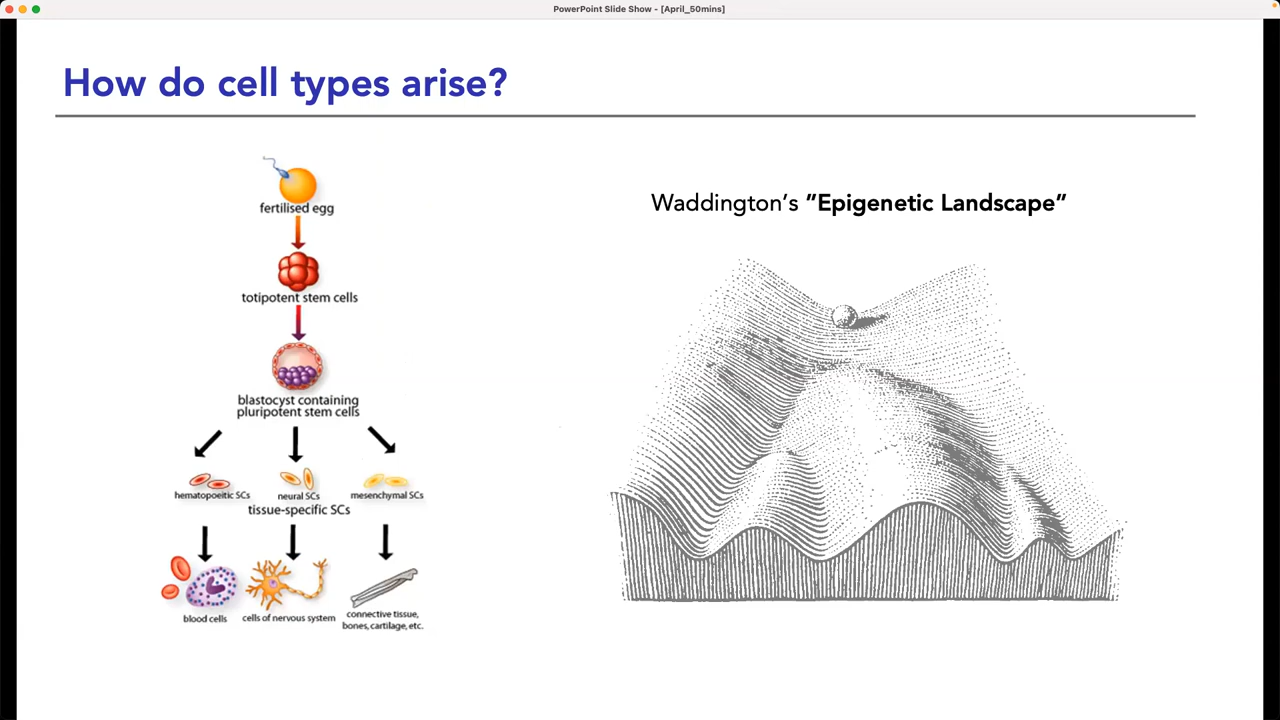 PowerPoint Slide Show - [April_50mins]
How do cell types arise?
fertilised egg
totipotent stem cells
blastocyst containing
pluripotent stem cells
hematopoeitic SCs
neural SCs
mesenchymal SCs
tissue-specific SCs
blood cells
cells of nervous system
connective tissue,
bones, cartilage, etc.
Waddington's ”Epigenetic Landscape”